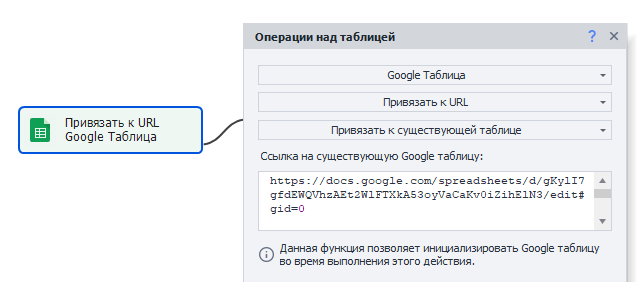 Операции над таблицей
?
Google Таблица
Привязать к URL
Привязать к URL
Google Таблица
Привязать к существующей таблице
Ссылка на существующую Google таблицу:
https://docs.google.com/spreadsheets/d/gKylI7
gfdEWQVhzAEt2WlFTXkA53oyVaCaKv0iZihElN3/edit#
gid=0
Данная функция позволяет инициализировать Google таблицу
во время выполнения этого действия.